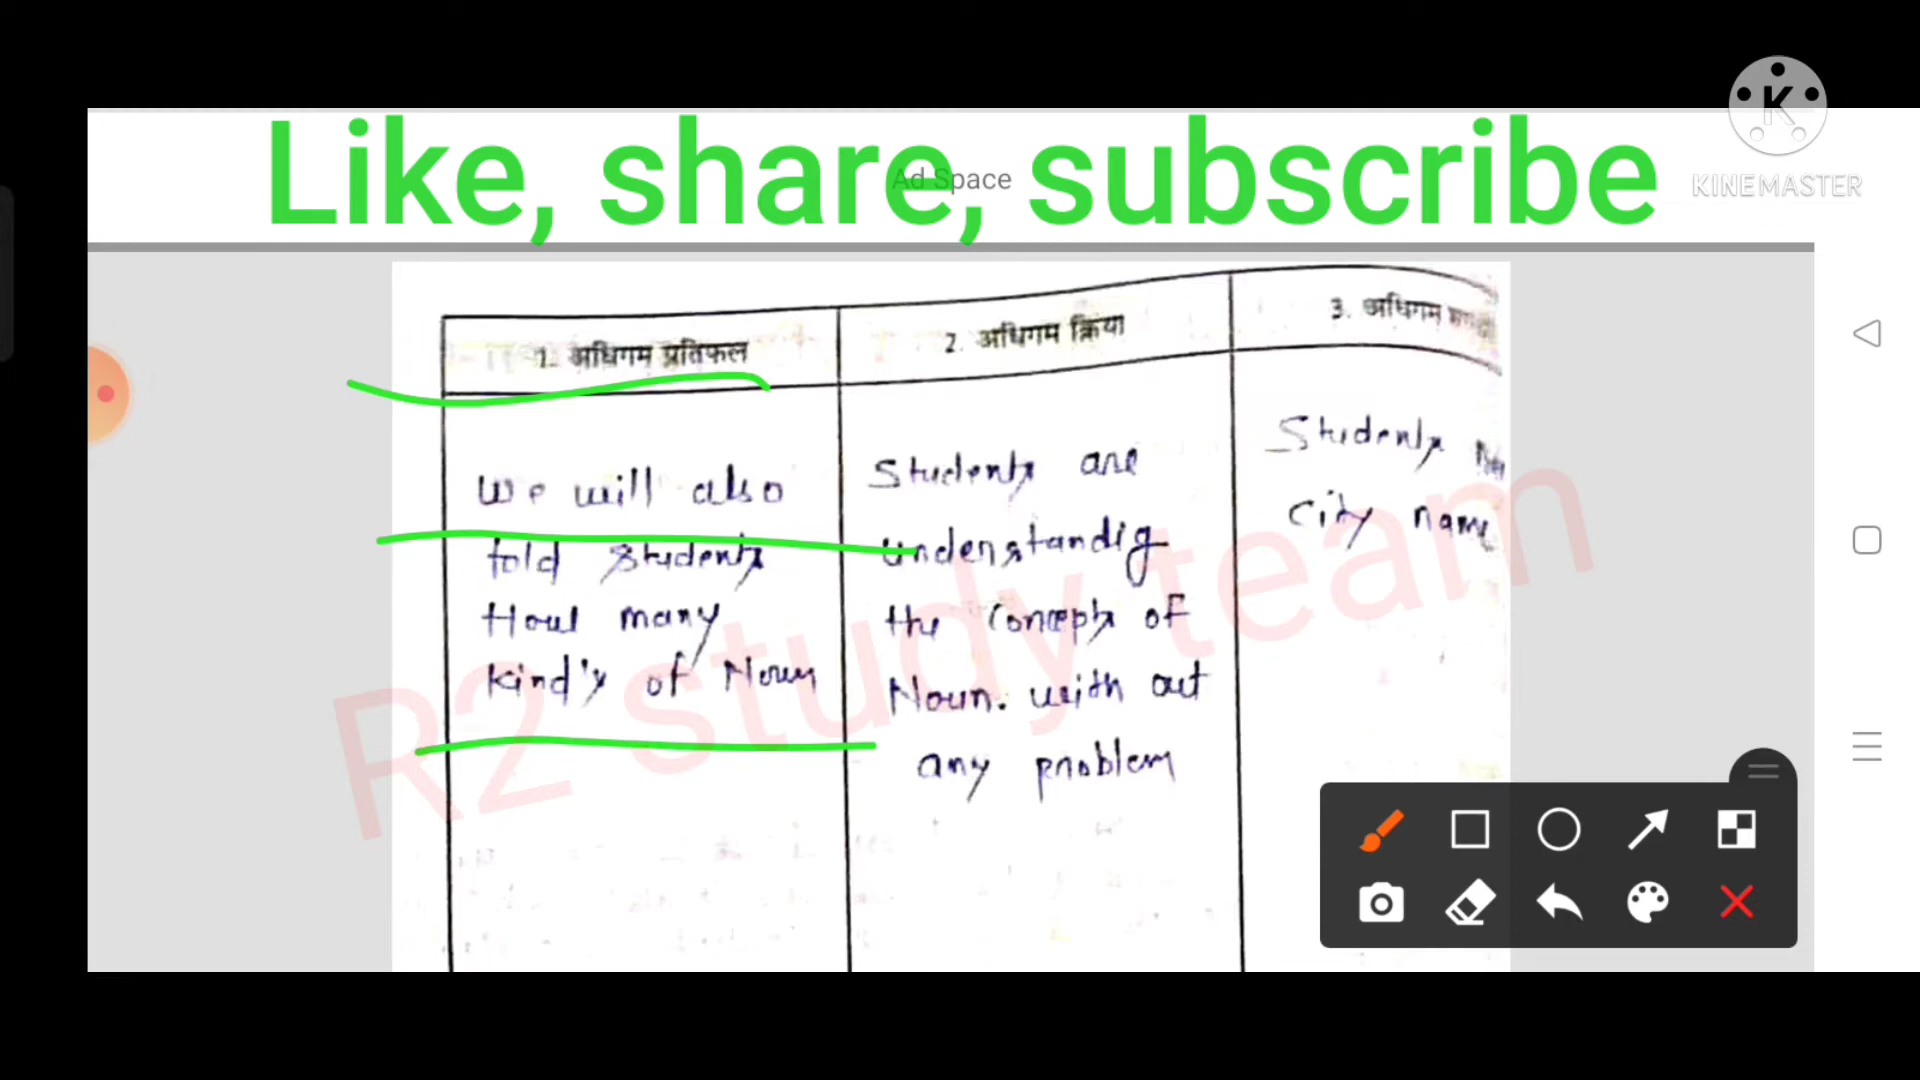 Like, share, subscribe
Ad Space
K
KINEMASTER
1. अधिगम प्रतिफल
2. अधिगम क्रिया
3. अधिगम
We will also
told Students
How many
Kind's of Noun
Students are
understandig
the Concepts of
Noun. with out
any problem
Students
City name
R2 study team